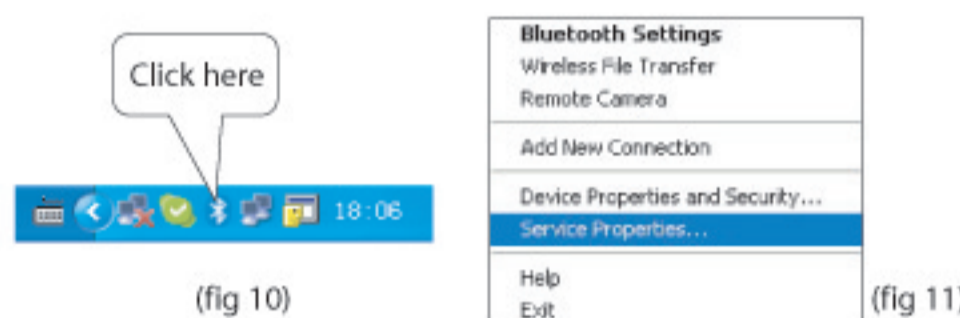 Click here
18:06
(fig 10)
Bluetooth Settings
Wireless File Transfer
Remote Camera
Add New Connection
Device Properties and Security...
Service Properties...
Help
Exit
(fig 11)